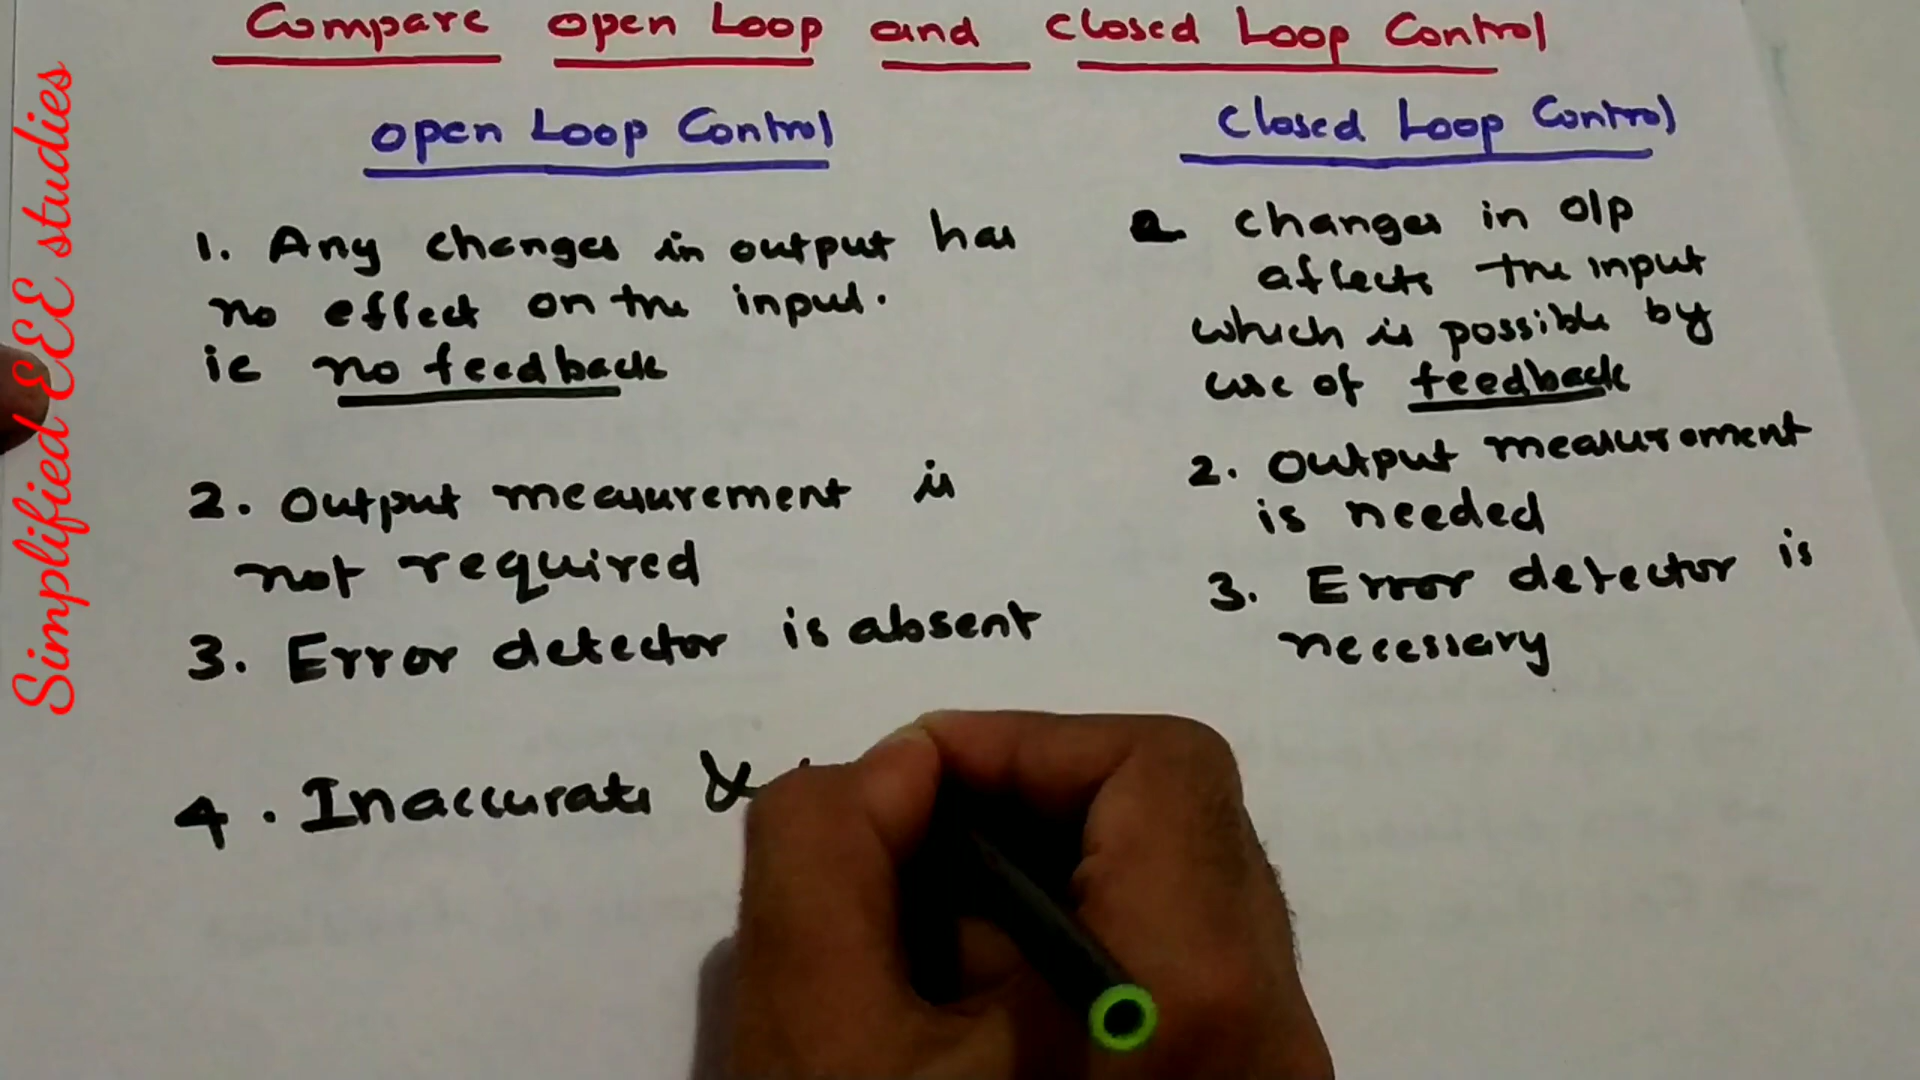 Compare open Loop and closed Loop Control
open Loop Control
1. Any changes in output has
no effect on the input.
ie no feedback
2. Output measurement is
not required
3. Error detector is absent
4. Inaccurate &
Closed Loop Control
changes in o/p
affects the input
which is possible by
use of feedback
2. Output measurement
is needed
3. Error detector is
necessary
Simplified EEE studies